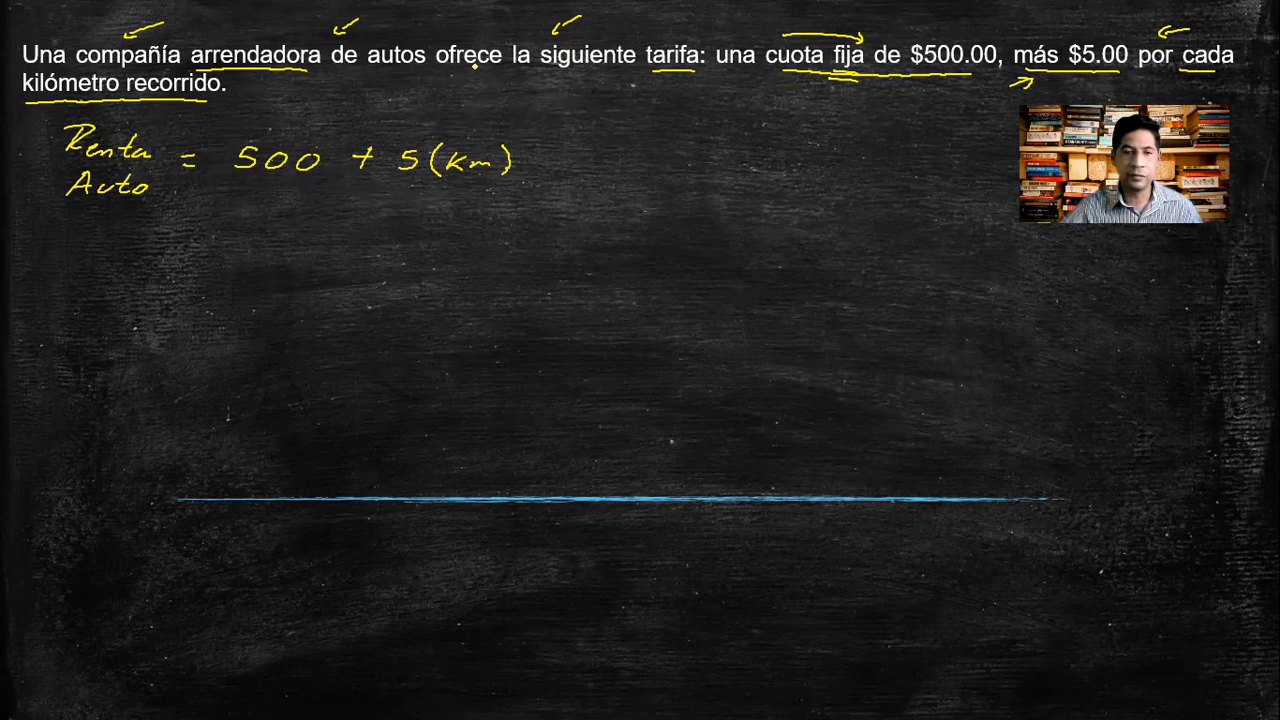 Una compañía arrendadora de autos ofrece la siguiente tarifa: una cuota fija de $500.00, más $5.00 por cada
kilómetro recorrido.
Renta
Auto = 500 + 5(km)